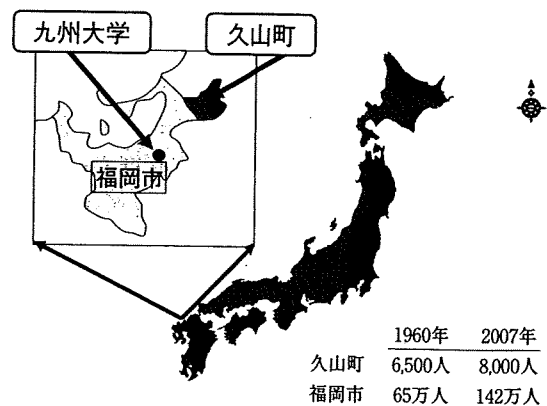 九州大学
久山町
福岡市
1960年 2007年
久山町 6,500人 8,000人
福岡市 65万人 142万人